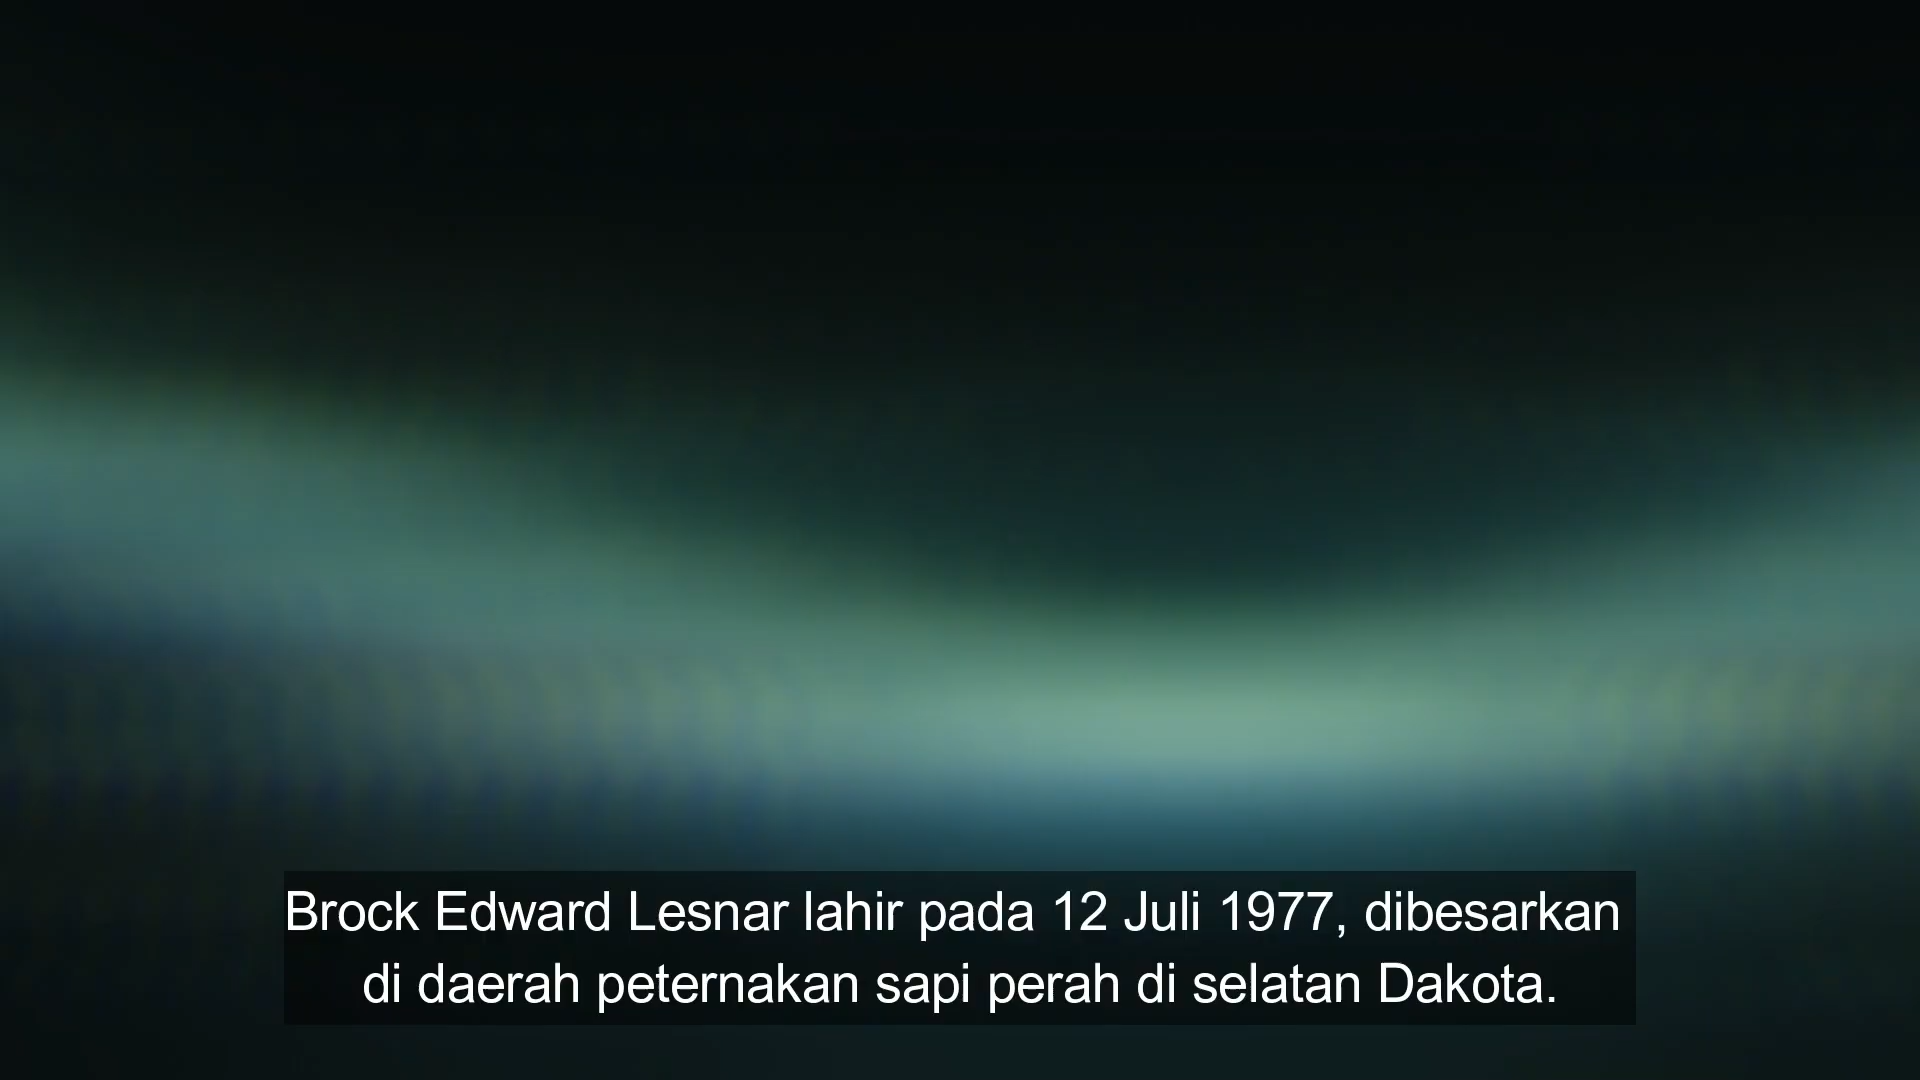 Brock Edward Lesnar lahir pada 12 Juli 1977, dibesarkan
di daerah peternakan sapi perah di selatan Dakota.